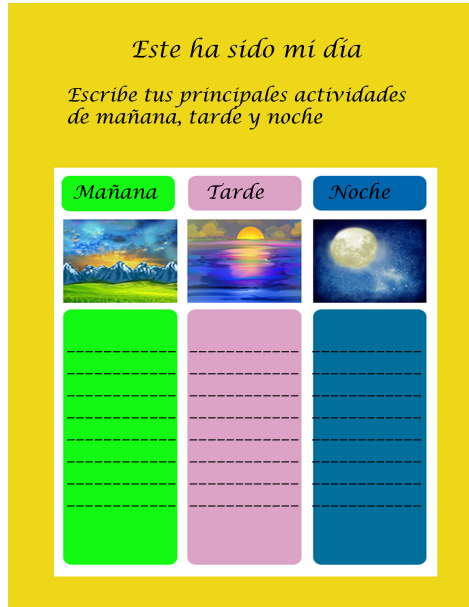 Este ha sido mi día
Escribe tus principales actividades
de mañana, tarde y noche
Mañana
Tarde
Noche